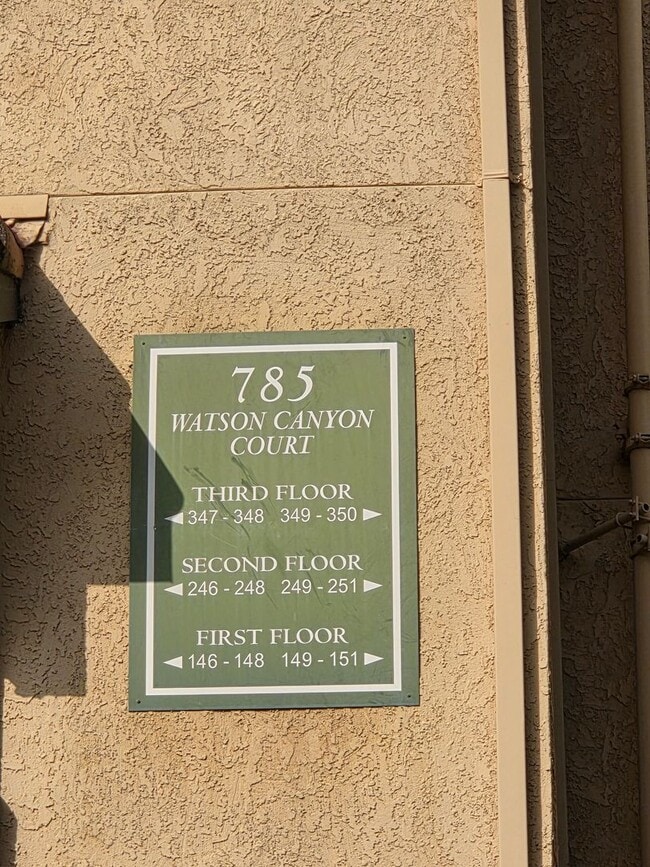 785
WATSON CANYON
COURT
THIRD FLOOR
◀ 347 - 348 349 - 350 ▶
SECOND FLOOR
◀ 246 - 248 249 - 251 ▶
FIRST FLOOR
◀ 146 - 148 149 - 151 ▶